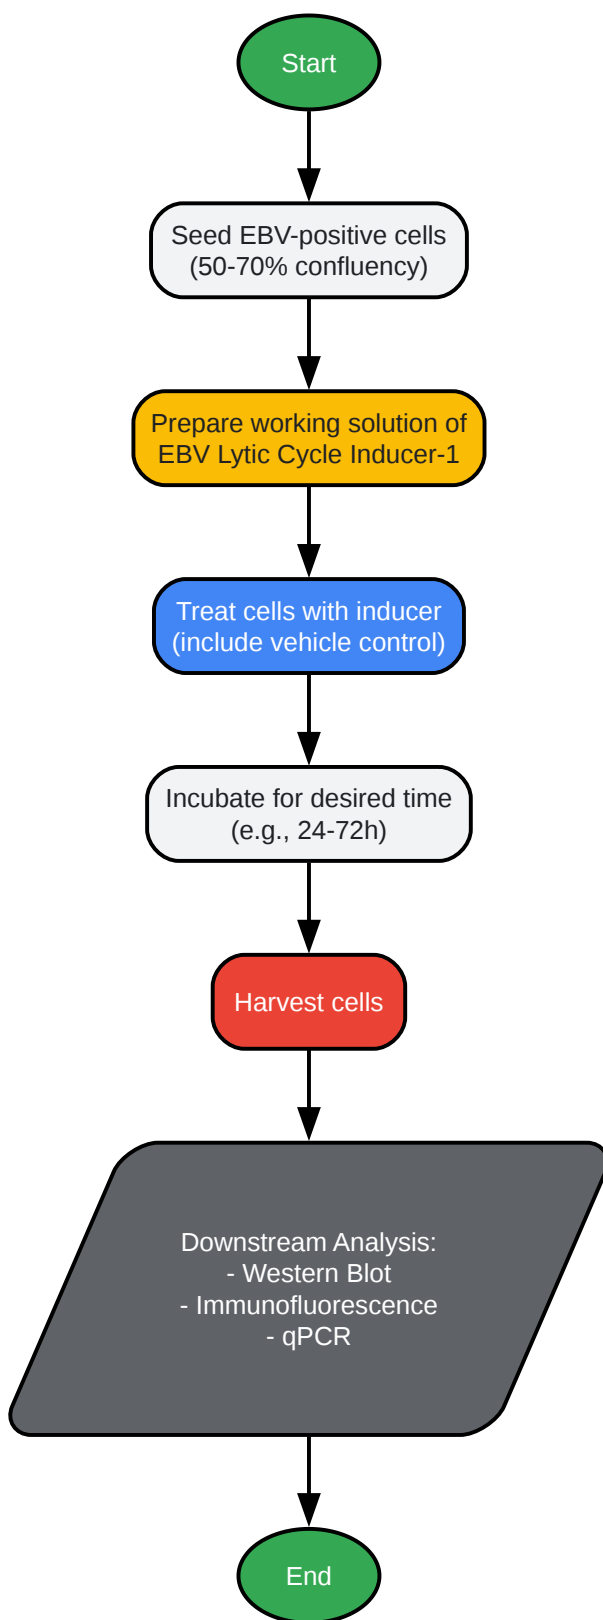 Start
Seed EBV-positive cells
(50-70% confluency)
Prepare working solution of
EBV Lytic Cycle Inducer-1
Treat cells with inducer
(include vehicle control)
Incubate for desired time
(e.g., 24-72h)
Harvest cells
Downstream Analysis:
- Western Blot
- Immunofluorescence
- qPCR
End